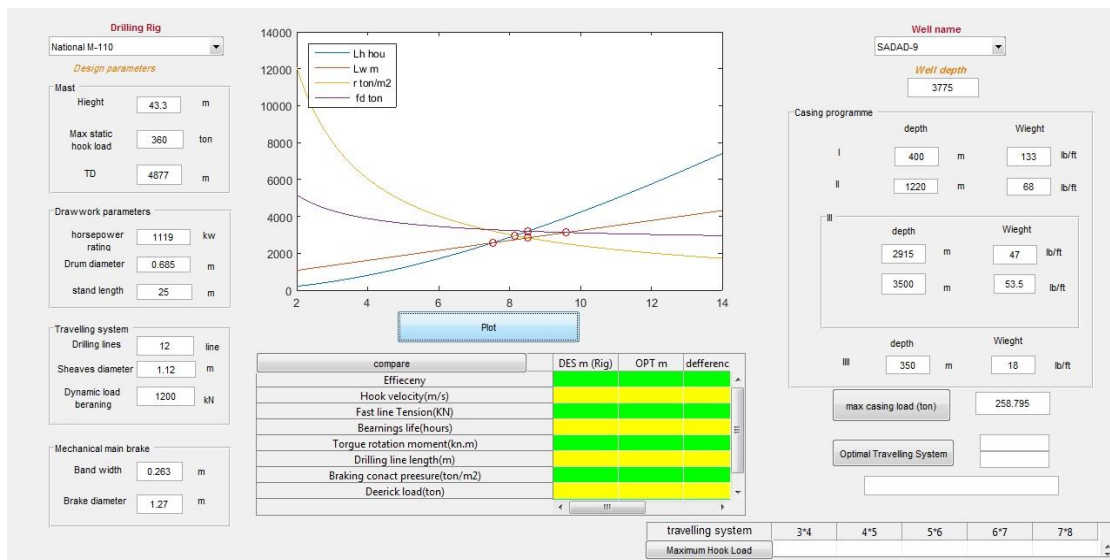 Drilling Rig
National M-110
Design parameters
Mast
Hieght 43.3 m
Max static hook load 360 ton
TD 4877 m
Drawwork parameters
horsepower rating 1119 kw
Drum diameter 0.685 m
stand length 25 m
Travelling system
Drilling lines 12 line
Sheaves diameter 1.12 m
Dynamic load beraning 1200 kN
Mechanical main brake
Band width 0.263 m
Brake diameter 1.27 m
14000
12000
10000
8000
6000
4000
2000
0
2 4 6 8 10 12 14
Lh hou
Lw m
r ton/m2
fd ton
Plot
compare DES m (Rig) OPT m defferenc
Effieceny
Hook velocity(m/s)
Fast line Tension(KN)
Bearnings life(hours)
Torque rotation moment(kn.m)
Drilling line length(m)
Braking conact preesure(ton/m2)
Deerick load(ton)
Well name
SADAD-9
Well depth
3775
Casing programme
depth Wieght
I 400 m 133 lb/ft
II 1220 m 68 lb/ft
III
depth Wieght
2915 m 47 lb/ft
3500 m 53.5 lb/ft
depth Wieght
IIII 350 m 18 lb/ft
max casing load (ton) 258.795
Optimal Travelling System
travelling system 3*4 4*5 5*6 6*7 7*8
Maximum Hook Load